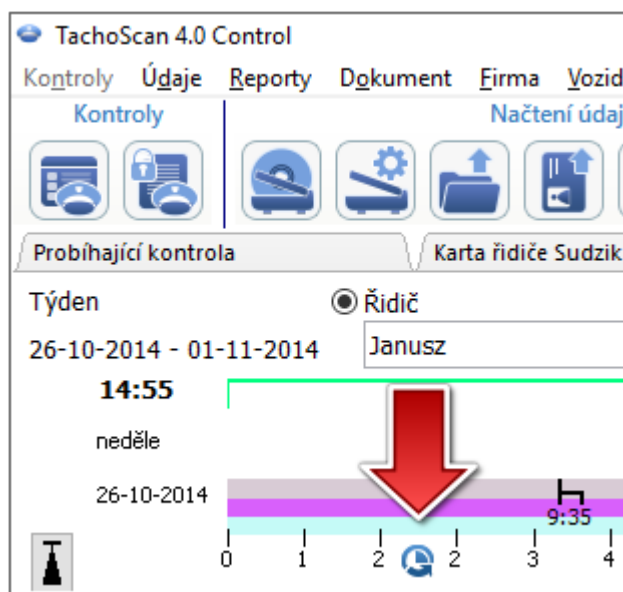 TachoScan 4.0 Control
Kontroly Údaje Reporty Dokument Firma Vozid
Kontroly Načtení údaj
Probíhající kontrola Karta řidiče Sudzik
Týden Řidič
26-10-2014 - 01-11-2014 Janusz
14:55
neděle
26-10-2014
9:35
0 1 2 2 3 4